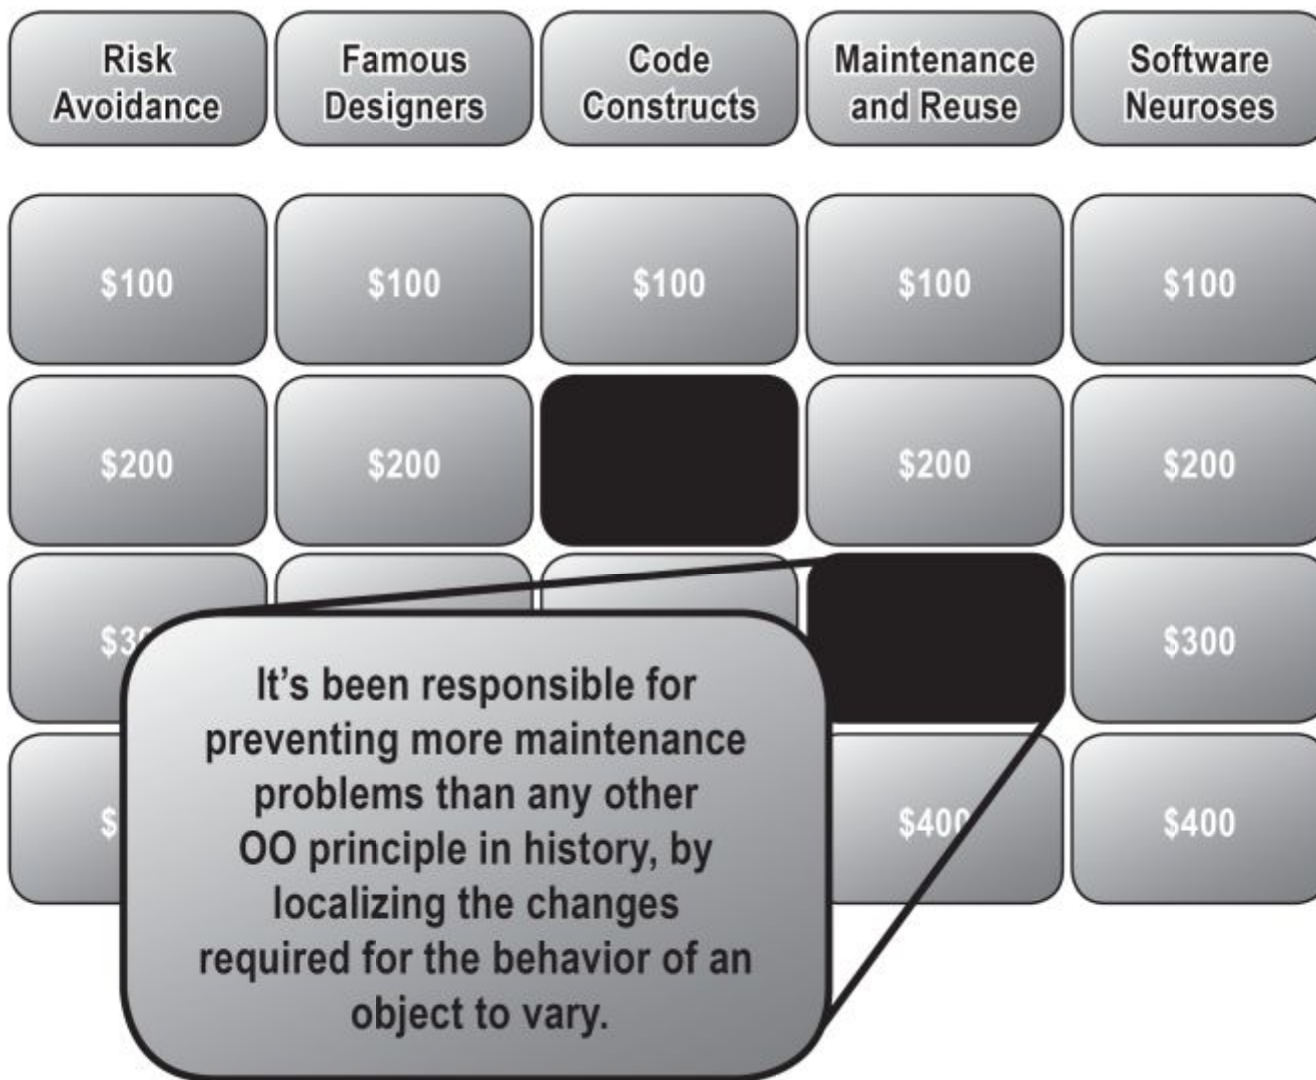 Risk
Avoidance
Famous
Designers
Code
Constructs
Maintenance
and Reuse
Software
Neuroses
$100
$100
$100
$100
$100
$200
$200
$200
$200
$300
It's been responsible for
preventing more maintenance
problems than any other
OO principle in history, by
localizing the changes
required for the behavior of an
object to vary.
$400
$400